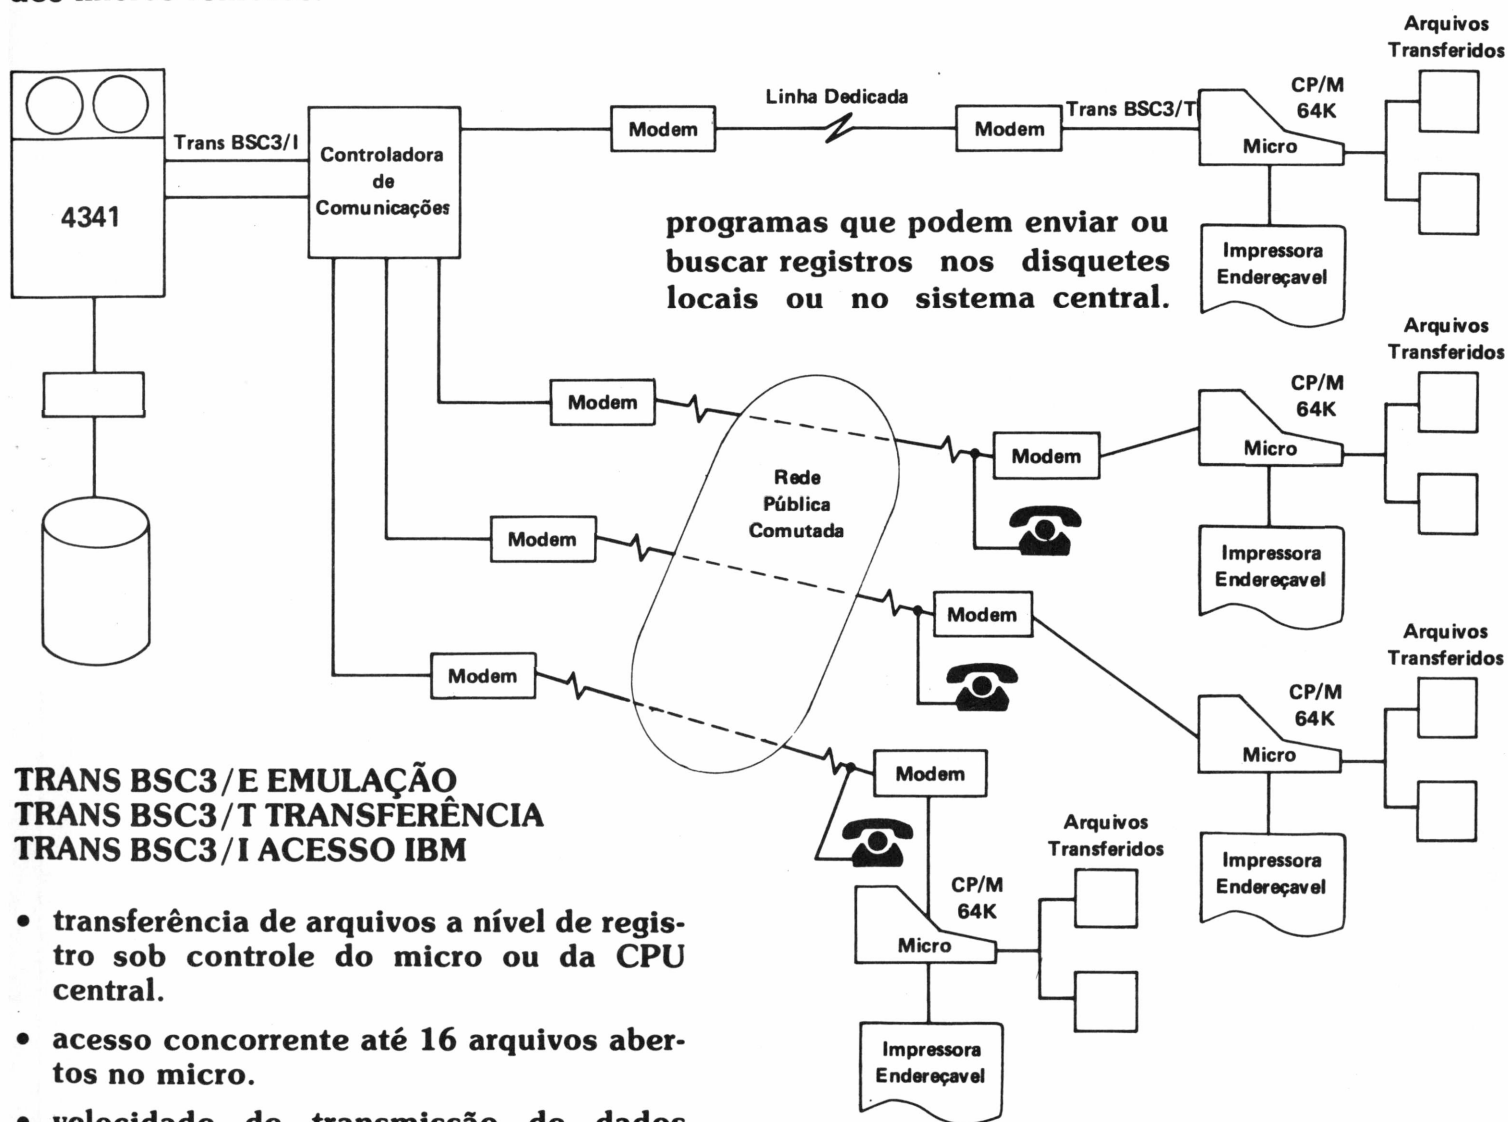 Arquivos
Transferidos
CP/M
64K
Linha Dedicada
Trans BSC3/T
Modem
Modem
Micro
Trans BSC3/I
Controladora
de
Comunicações
4341
programas que podem enviar ou
buscar registros nos disquetes
locais ou no sistema central.
Impressora
Endereçavel
Arquivos
Transferidos
CP/M
64K
Modem
Modem
Micro
Rede
Pública
Comutada
Impressora
Endereçavel
Modem
Modem
Arquivos
Transferidos
CP/M
64K
Modem
Micro
Modem
Impressora
Endereçavel
TRANS BSC3/E EMULAÇÃO
TRANS BSC3/T TRANSFERÊNCIA
TRANS BSC3/I ACESSO IBM
Arquivos
Transferidos
CP/M
64K
Micro
Impressora
Endereçavel
• transferência de arquivos a nível de regis-
tro sob controle do micro ou da CPU
central.
• acesso concorrente até 16 arquivos aber-
tos no micro.
• velocidade de transmissão de dados